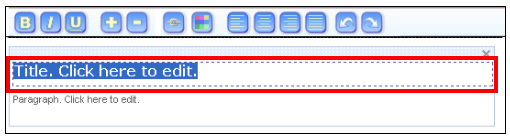 B I U
Title. Click here to edit.
Paragraph. Click here to edit.